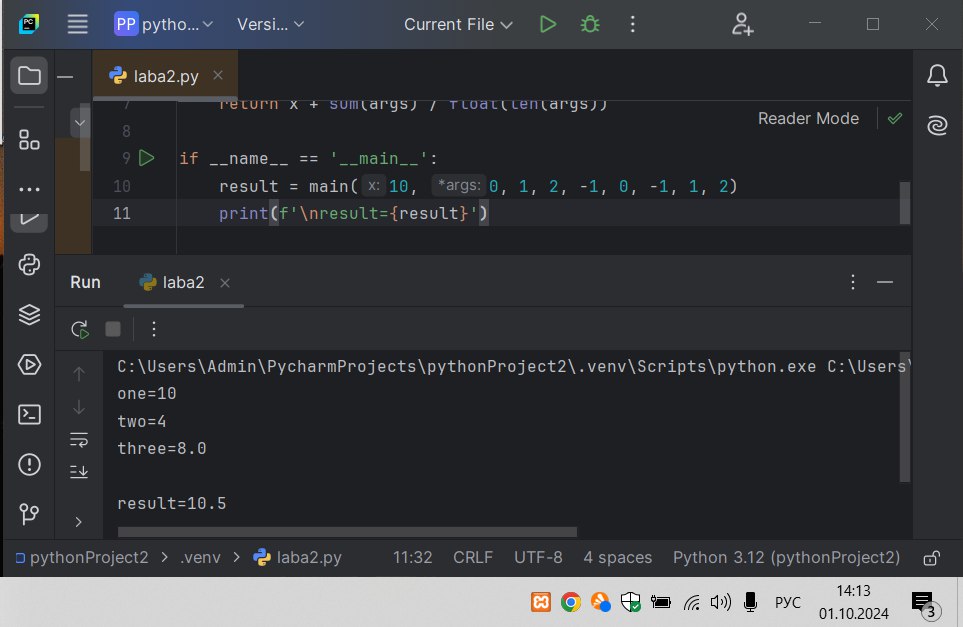 PP pytho... Versi... Current File
laba2.py
7 return x + sum(args) / float(len(args))
Reader Mode
8
9 if __name__ == '__main__':
10 result = main( x: 10, *args: 0, 1, 2, -1, 0, -1, 1, 2)
11 print(f'\nresult={result}')
Run laba2
C:\Users\Admin\PycharmProjects\pythonProject2\.venv\Scripts\python.exe C:\Users\
one=10
two=4
three=8.0
result=10.5
pythonProject2 > .venv > laba2.py 11:32 CRLF UTF-8 4 spaces Python 3.12 (pythonProject2)
РУС 14:13
01.10.2024 3